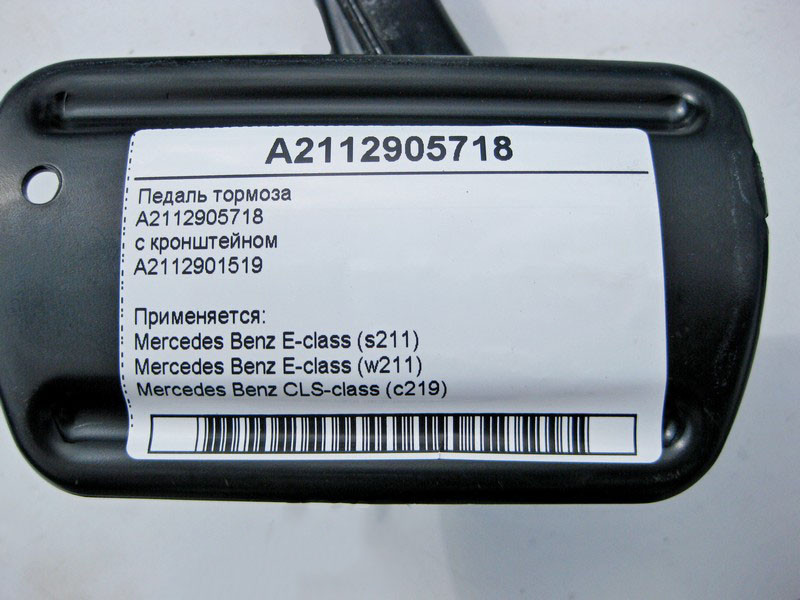 A2112905718
Педаль тормоза
A2112905718
с кронштейном
A2112901519
Применяется:
Mercedes Benz E-class (s211)
Mercedes Benz E-class (w211)
Mercedes Benz CLS-class (c219)